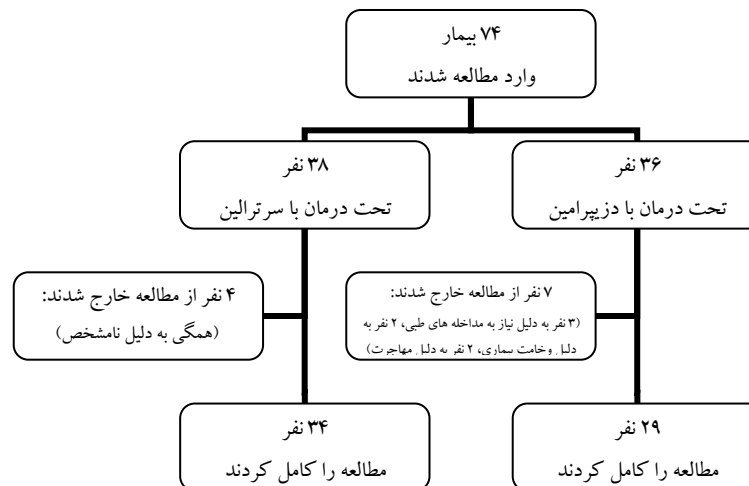 ۷۴ بیمار
وارد مطالعه شدند
۳۶ نفر
تحت درمان با دزیپرامین
۳۸ نفر
تحت درمان با سرترالین
۷ نفر از مطالعه خارج شدند:
(۳ نفر به دلیل نیاز به مداخله های طبی، ۲ نفر به
دلیل وخامت بیماری، ۲ نفر به دلیل مهاجرت)
۴ نفر از مطالعه خارج شدند:
(همگی به دلیل نامشخص)
۲۹ نفر
مطالعه را کامل کردند
۳۴ نفر
مطالعه را کامل کردند